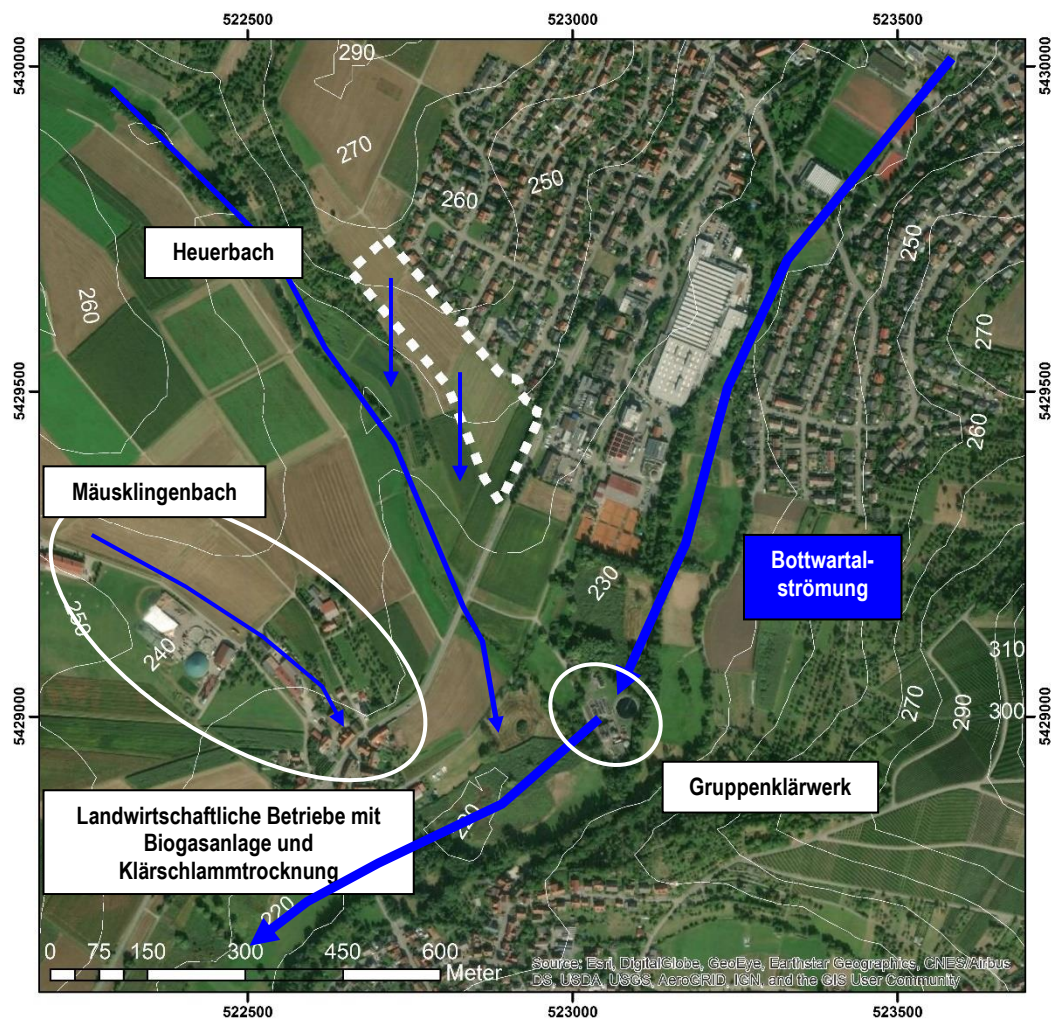 522500
523000
523500
5430000
5430000
290
270
250
260
Heuerbach
250
260
270
5429500
5429500
260
Mäusklingenbach
230
Bottwartal-
strömung
250
240
310
270
290
300
5429000
5429000
Gruppenklärwerk
Landwirtschaftliche Betriebe mit
Biogasanlage und
Klärschlammtrocknung
220
0 75 150 300 450 600
Meter
Source: Esri, DigitalGlobe, GeoEye, Earthstar Geographics, CNES/Airbus
DS, USDA, USGS, AeroGRID, IGN, and the GIS User Community
522500
523000
523500